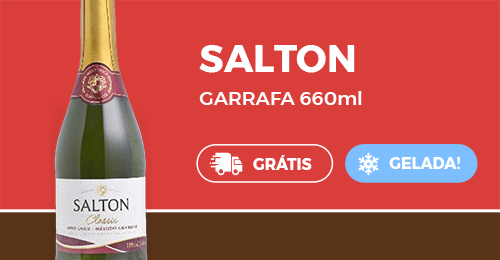 SALTON
GARRAFA 660ml
GRÁTIS
GELADA!
SALTON
Classic